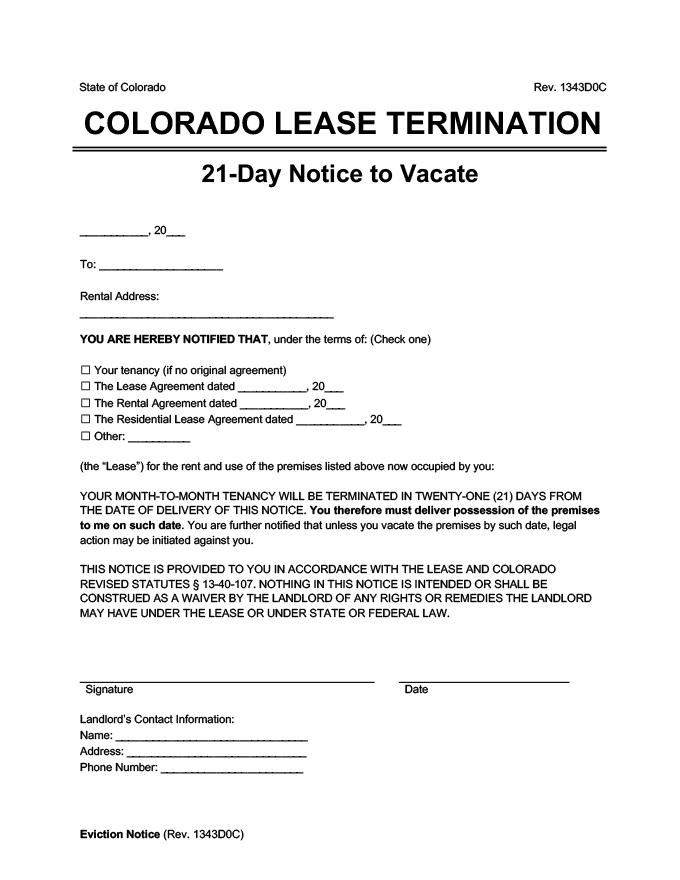 State of Colorado Rev. 1343D0C
COLORADO LEASE TERMINATION
21-Day Notice to Vacate
___________, 20___
To: ____________________
Rental Address:
_________________________________________
YOU ARE HEREBY NOTIFIED THAT, under the terms of: (Check one)
☐ Your tenancy (if no original agreement)
☐ The Lease Agreement dated ___________, 20___
☐ The Rental Agreement dated ___________, 20___
☐ The Residential Lease Agreement dated ___________, 20___
☐ Other: __________
(the “Lease”) for the rent and use of the premises listed above now occupied by you:
YOUR MONTH-TO-MONTH TENANCY WILL BE TERMINATED IN TWENTY-ONE (21) DAYS FROM
THE DATE OF DELIVERY OF THIS NOTICE. You therefore must deliver possession of the premises
to me on such date. You are further notified that unless you vacate the premises by such date, legal
action may be initiated against you.
THIS NOTICE IS PROVIDED TO YOU IN ACCORDANCE WITH THE LEASE AND COLORADO
REVISED STATUTES § 13-40-107. NOTHING IN THIS NOTICE IS INTENDED OR SHALL BE
CONSTRUED AS A WAIVER BY THE LANDLORD OF ANY RIGHTS OR REMEDIES THE LANDLORD
MAY HAVE UNDER THE LEASE OR UNDER STATE OR FEDERAL LAW.
Signature Date
Landlord’s Contact Information:
Name: _______________________________
Address: _____________________________
Phone Number: _______________________
Eviction Notice (Rev. 1343D0C)